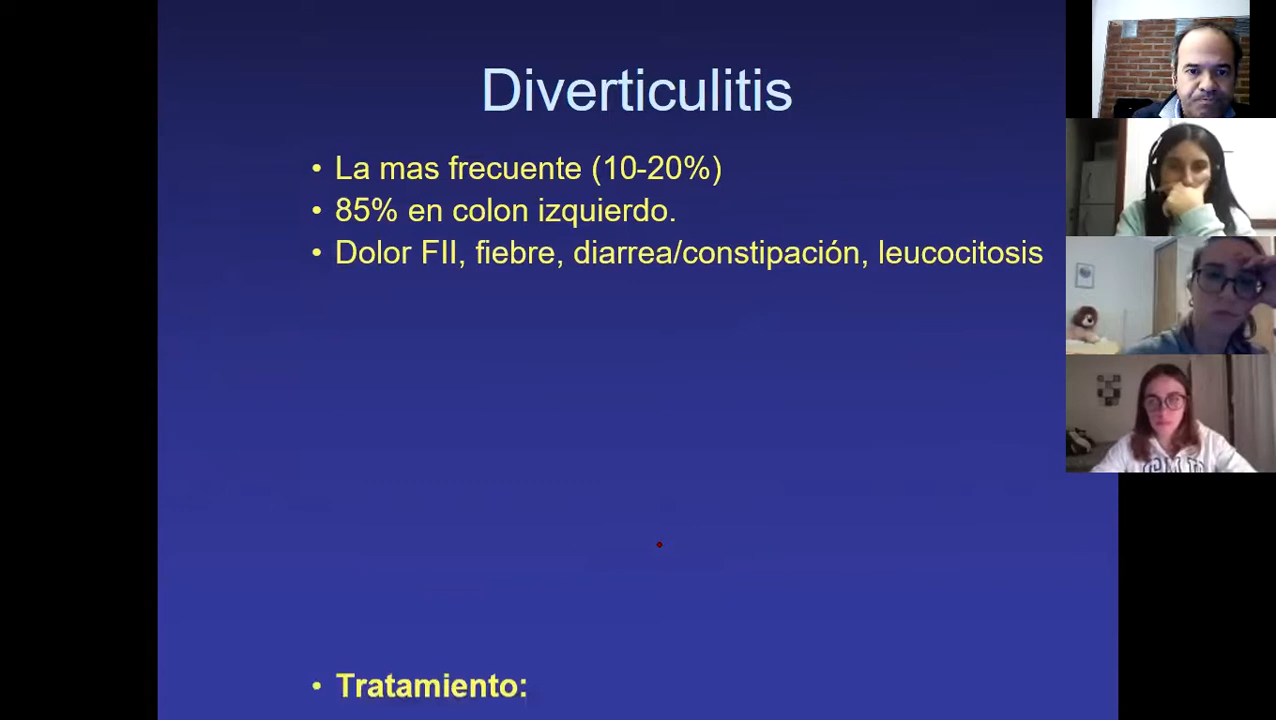 Diverticulitis
• La mas frecuente (10-20%)
• 85% en colon izquierdo.
• Dolor FII, fiebre, diarrea/constipación, leucocitosis
• Tratamiento: